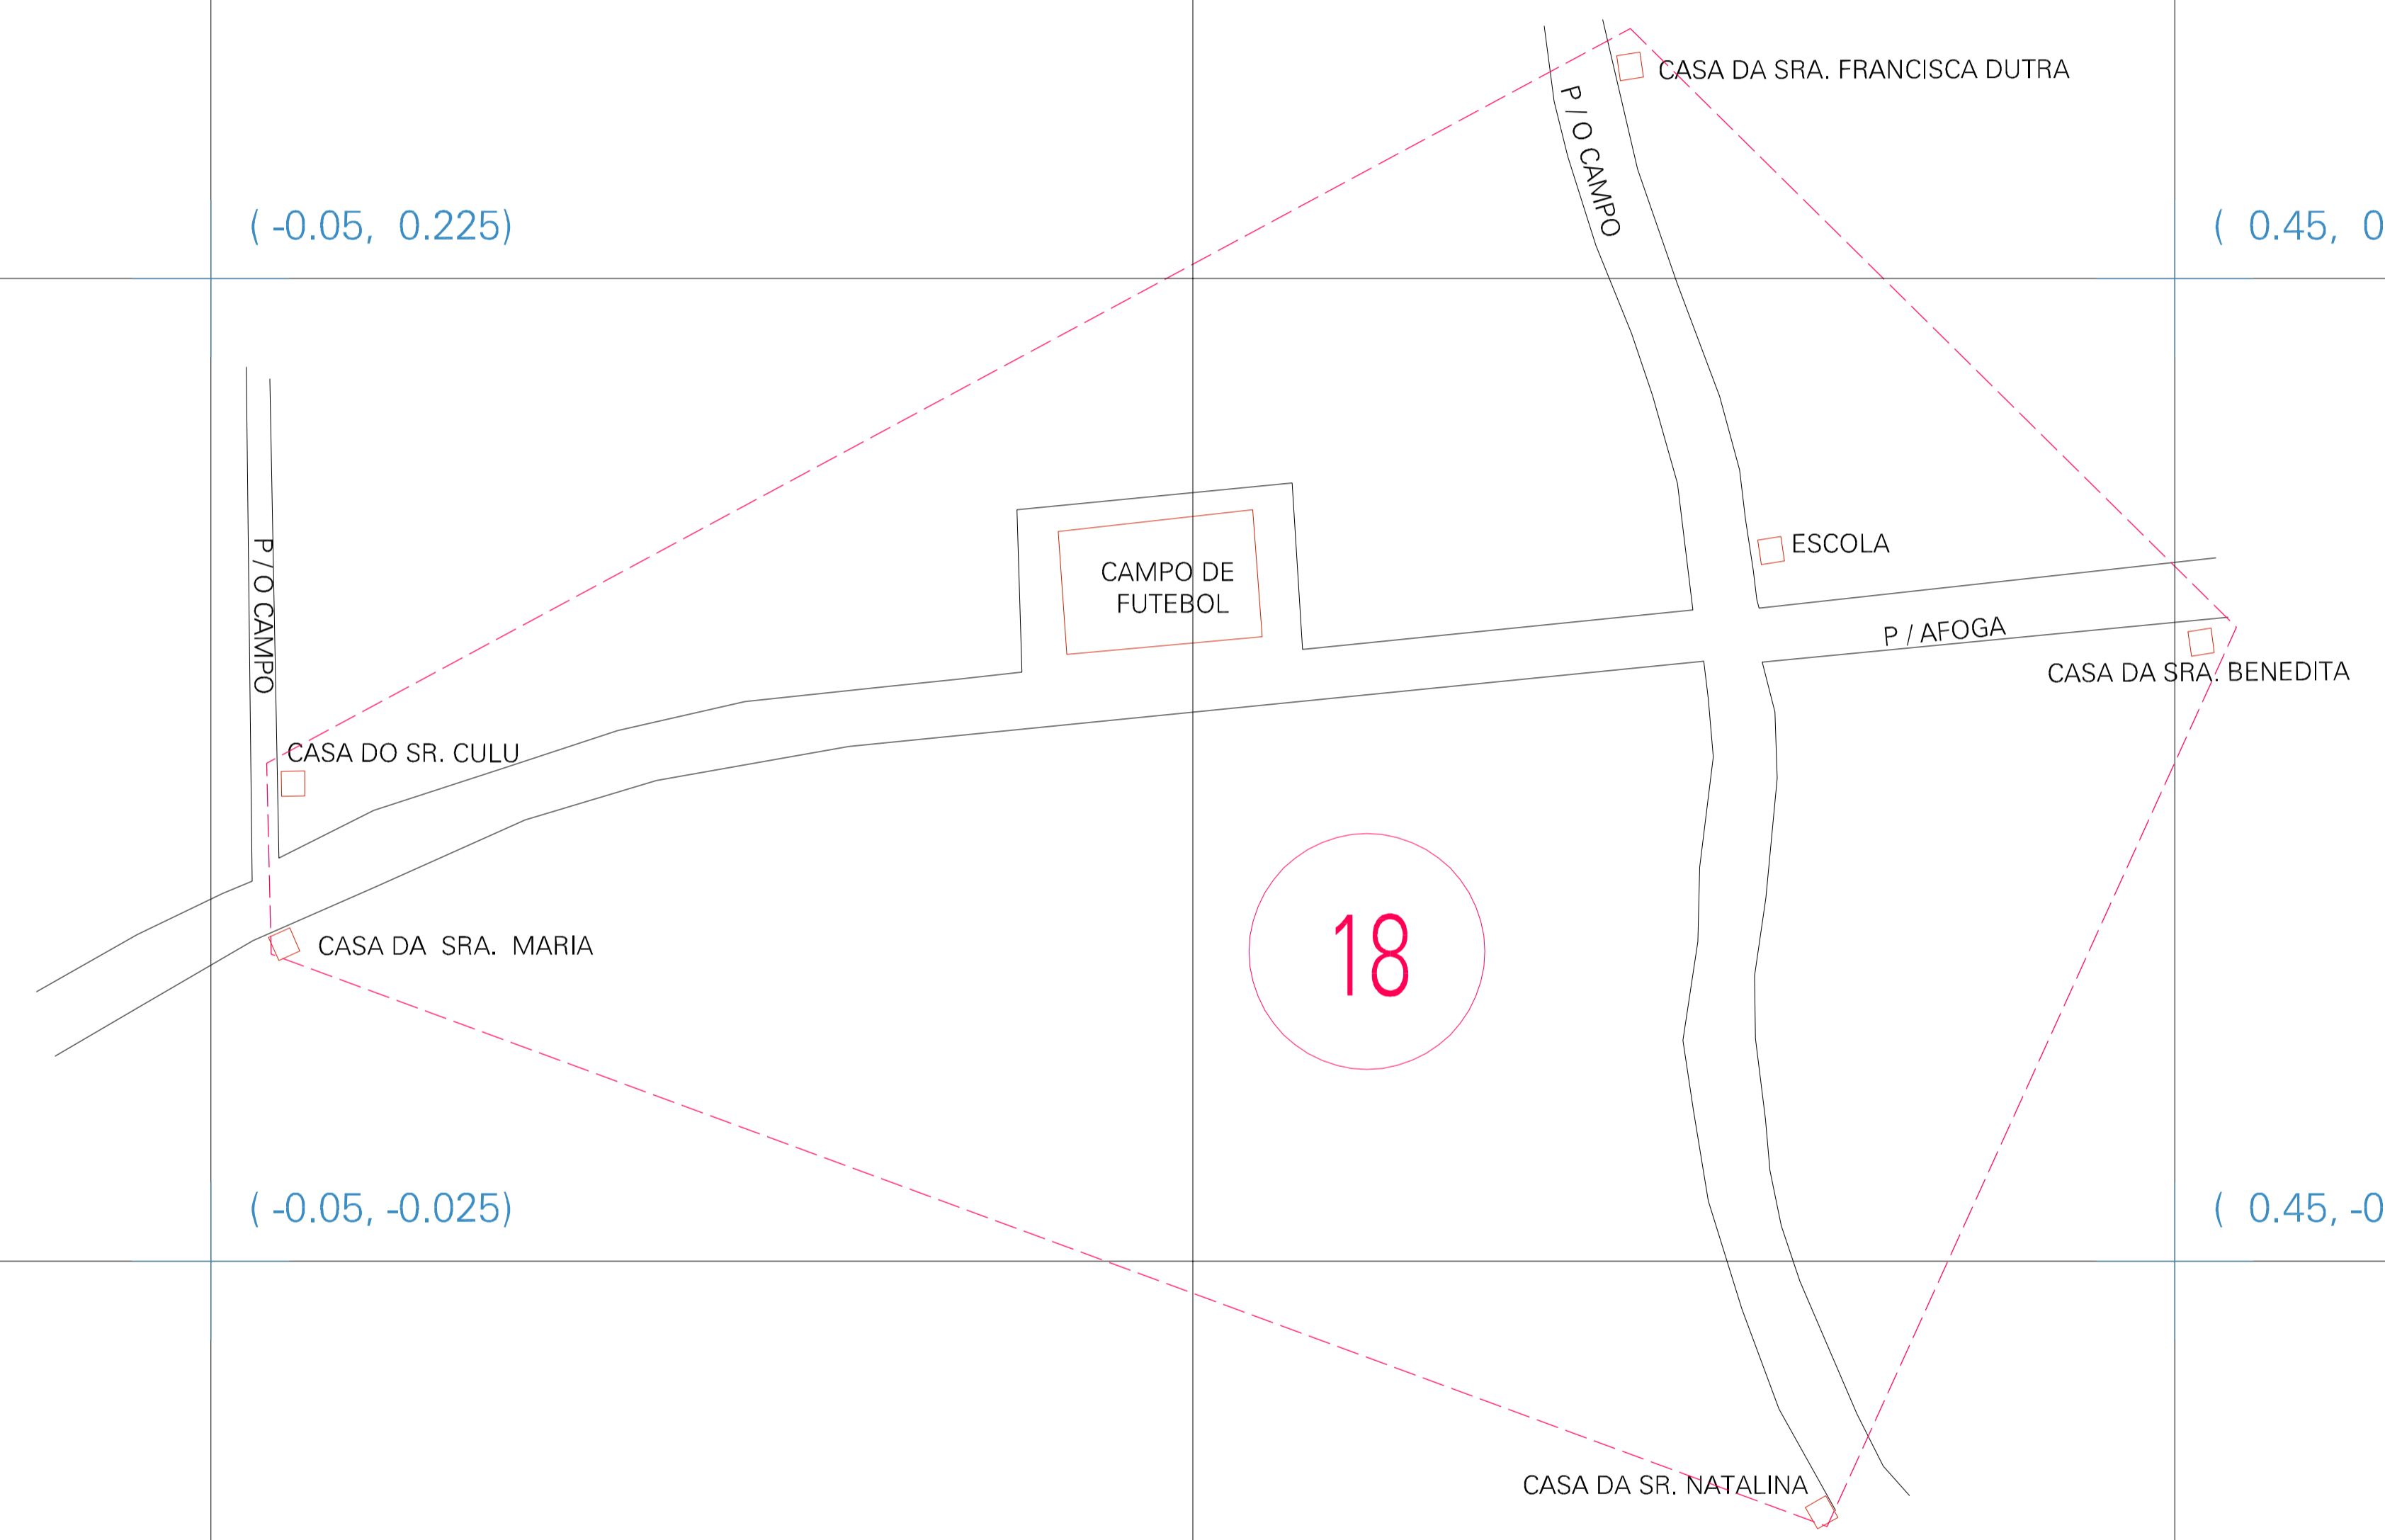 CASA DA SRA. FRANCISCA DUTRA
P / O CAMPO
( -0.05, 0.225)
( 0.45, 0
P / O CAMPO
CAMPO DE
FUTEBOL
ESCOLA
P / AFOGA
CASA DA SRA. BENEDITA
CASA DO SR. CULU
CASA DA SRA. MARIA
18
( -0.05, -0.025)
( 0.45, -0
CASA DA SR. NATALINA